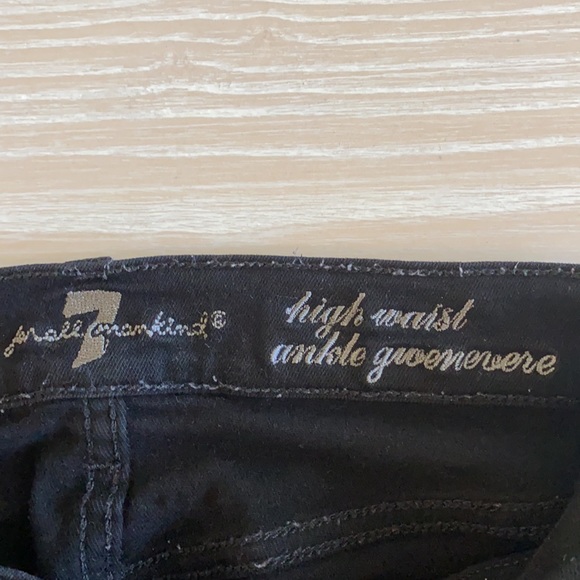 7 for all mankind®
high waist
ankle gwenevere